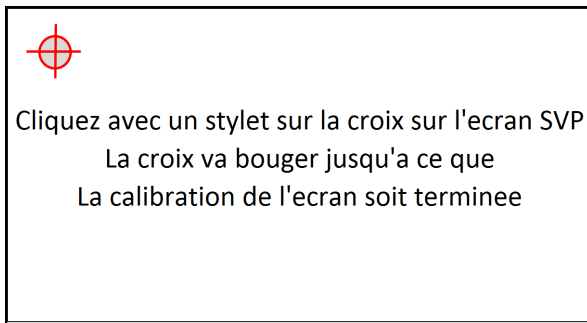 Cliquez avec un stylet sur la croix sur l'ecran SVP
La croix va bouger jusqu'a ce que
La calibration de l'ecran soit terminee